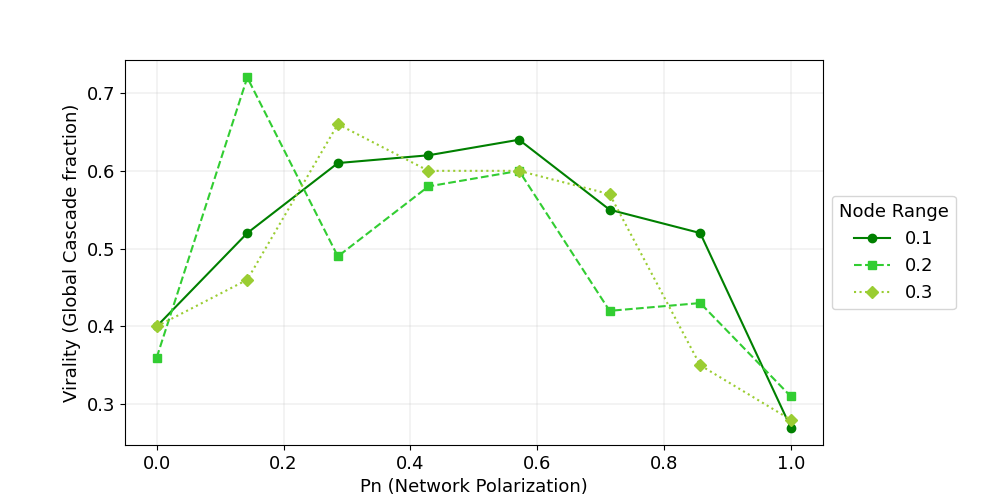 0.7
0.6
0.5
0.4
0.3
Virality (Global Cascade fraction)
0.0 0.2 0.4 0.6 0.8 1.0
Pn (Network Polarization)
Node Range
0.1
0.2
0.3